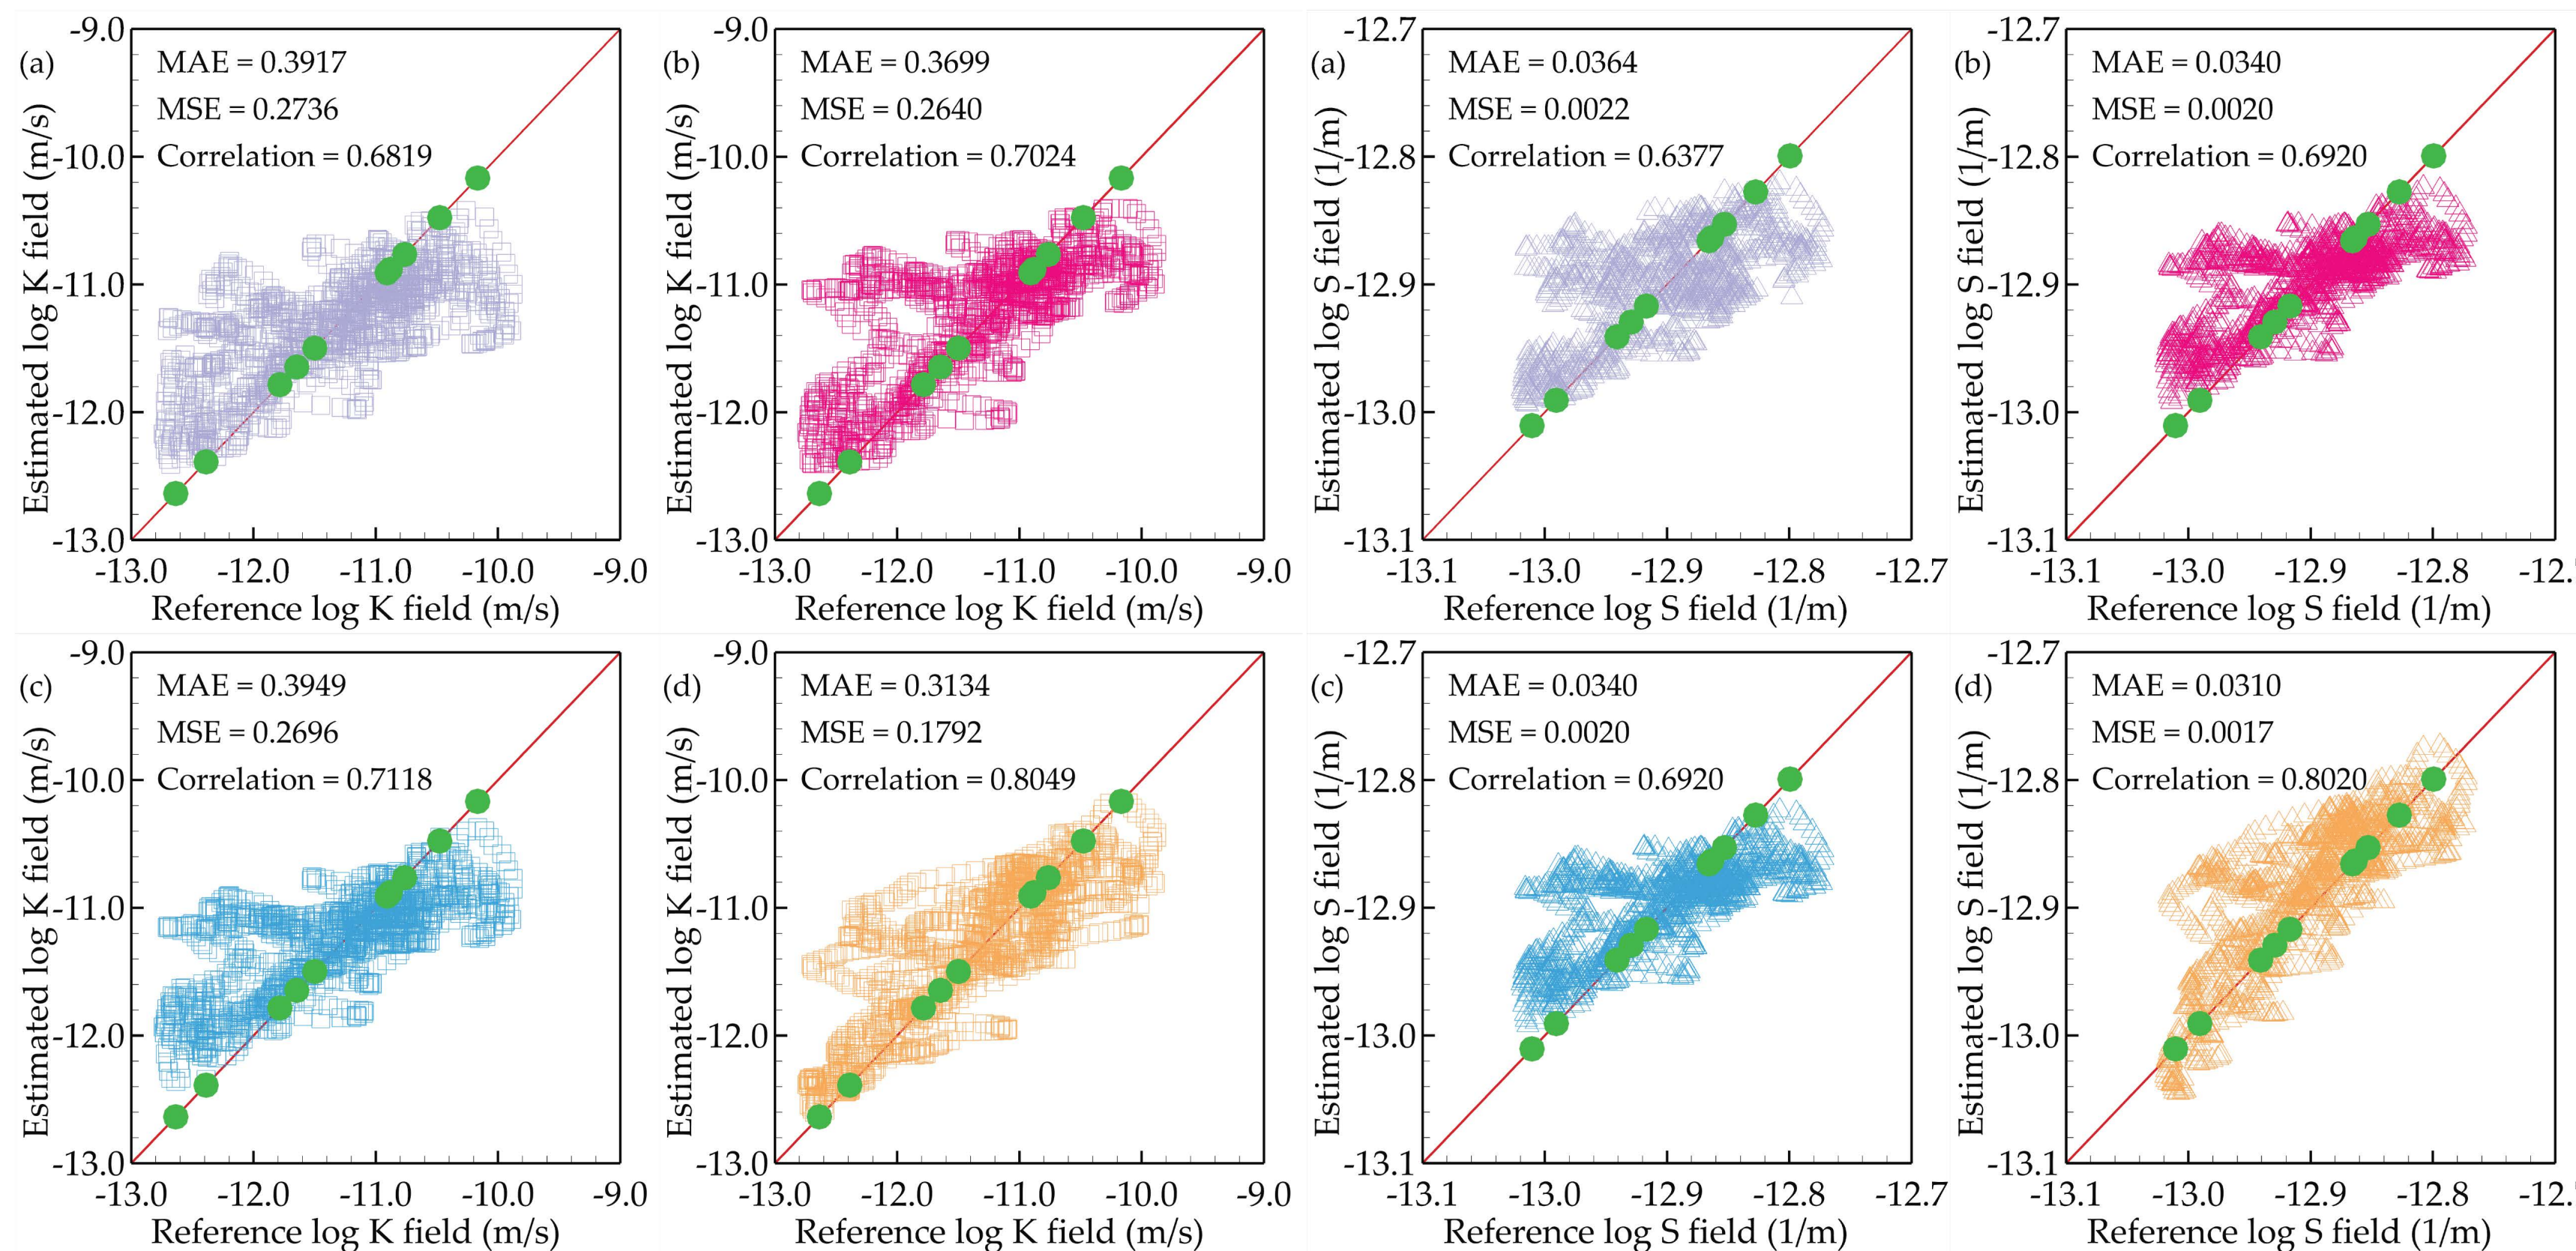 (a)
MAE = 0.3917
MSE = 0.2736
Correlation = 0.6819
Estimated log K field (m/s)
-9.0
-10.0
-11.0
-12.0
-13.0
-13.0 -12.0 -11.0 -10.0 -9.0
Reference log K field (m/s)
(b)
MAE = 0.3699
MSE = 0.2640
Correlation = 0.7024
Estimated log K field (m/s)
-9.0
-10.0
-11.0
-12.0
-13.0
-13.0 -12.0 -11.0 -10.0 -9.0
Reference log K field (m/s)
(a)
MAE = 0.0364
MSE = 0.0022
Correlation = 0.6377
Estimated log S field (1/m)
-12.7
-12.8
-12.9
-13.0
-13.1
-13.1 -13.0 -12.9 -12.8 -12.7
Reference log S field (1/m)
(b)
MAE = 0.0340
MSE = 0.0020
Correlation = 0.6920
Estimated log S field (1/m)
-12.7
-12.8
-12.9
-13.0
-13.1
-13.1 -13.0 -12.9 -12.8
Reference log S field (1/m)
(c)
MAE = 0.3949
MSE = 0.2696
Correlation = 0.7118
Estimated log K field (m/s)
-9.0
-10.0
-11.0
-12.0
-13.0
-13.0 -12.0 -11.0 -10.0 -9.0
Reference log K field (m/s)
(d)
MAE = 0.3134
MSE = 0.1792
Correlation = 0.8049
Estimated log K field (m/s)
-9.0
-10.0
-11.0
-12.0
-13.0
-13.0 -12.0 -11.0 -10.0 -9.0
Reference log K field (m/s)
(c)
MAE = 0.0340
MSE = 0.0020
Correlation = 0.6920
Estimated log S field (1/m)
-12.7
-12.8
-12.9
-13.0
-13.1
-13.1 -13.0 -12.9 -12.8 -12.7
Reference log S field (1/m)
(d)
MAE = 0.0310
MSE = 0.0017
Correlation = 0.8020
Estimated log S field (1/m)
-12.7
-12.8
-12.9
-13.0
-13.1
-13.1 -13.0 -12.9 -12.8
Reference log S field (1/m)